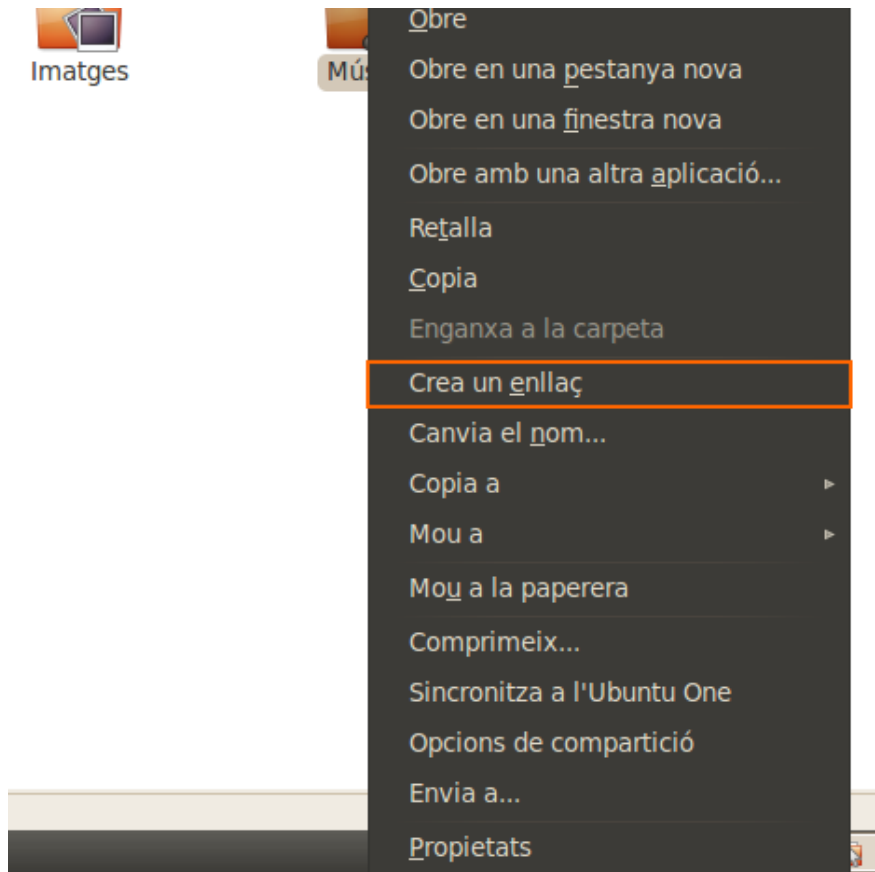 Imatges
Mús
Obre
Obre en una pestanya nova
Obre en una finestra nova
Obre amb una altra aplicació...
Retalla
Copia
Enganxa a la carpeta
Crea un enllaç
Canvia el nom...
Copia a
Mou a
Mou a la paperera
Comprimeix...
Sincronitza a l'Ubuntu One
Opcions de compartició
Envia a...
Propietats